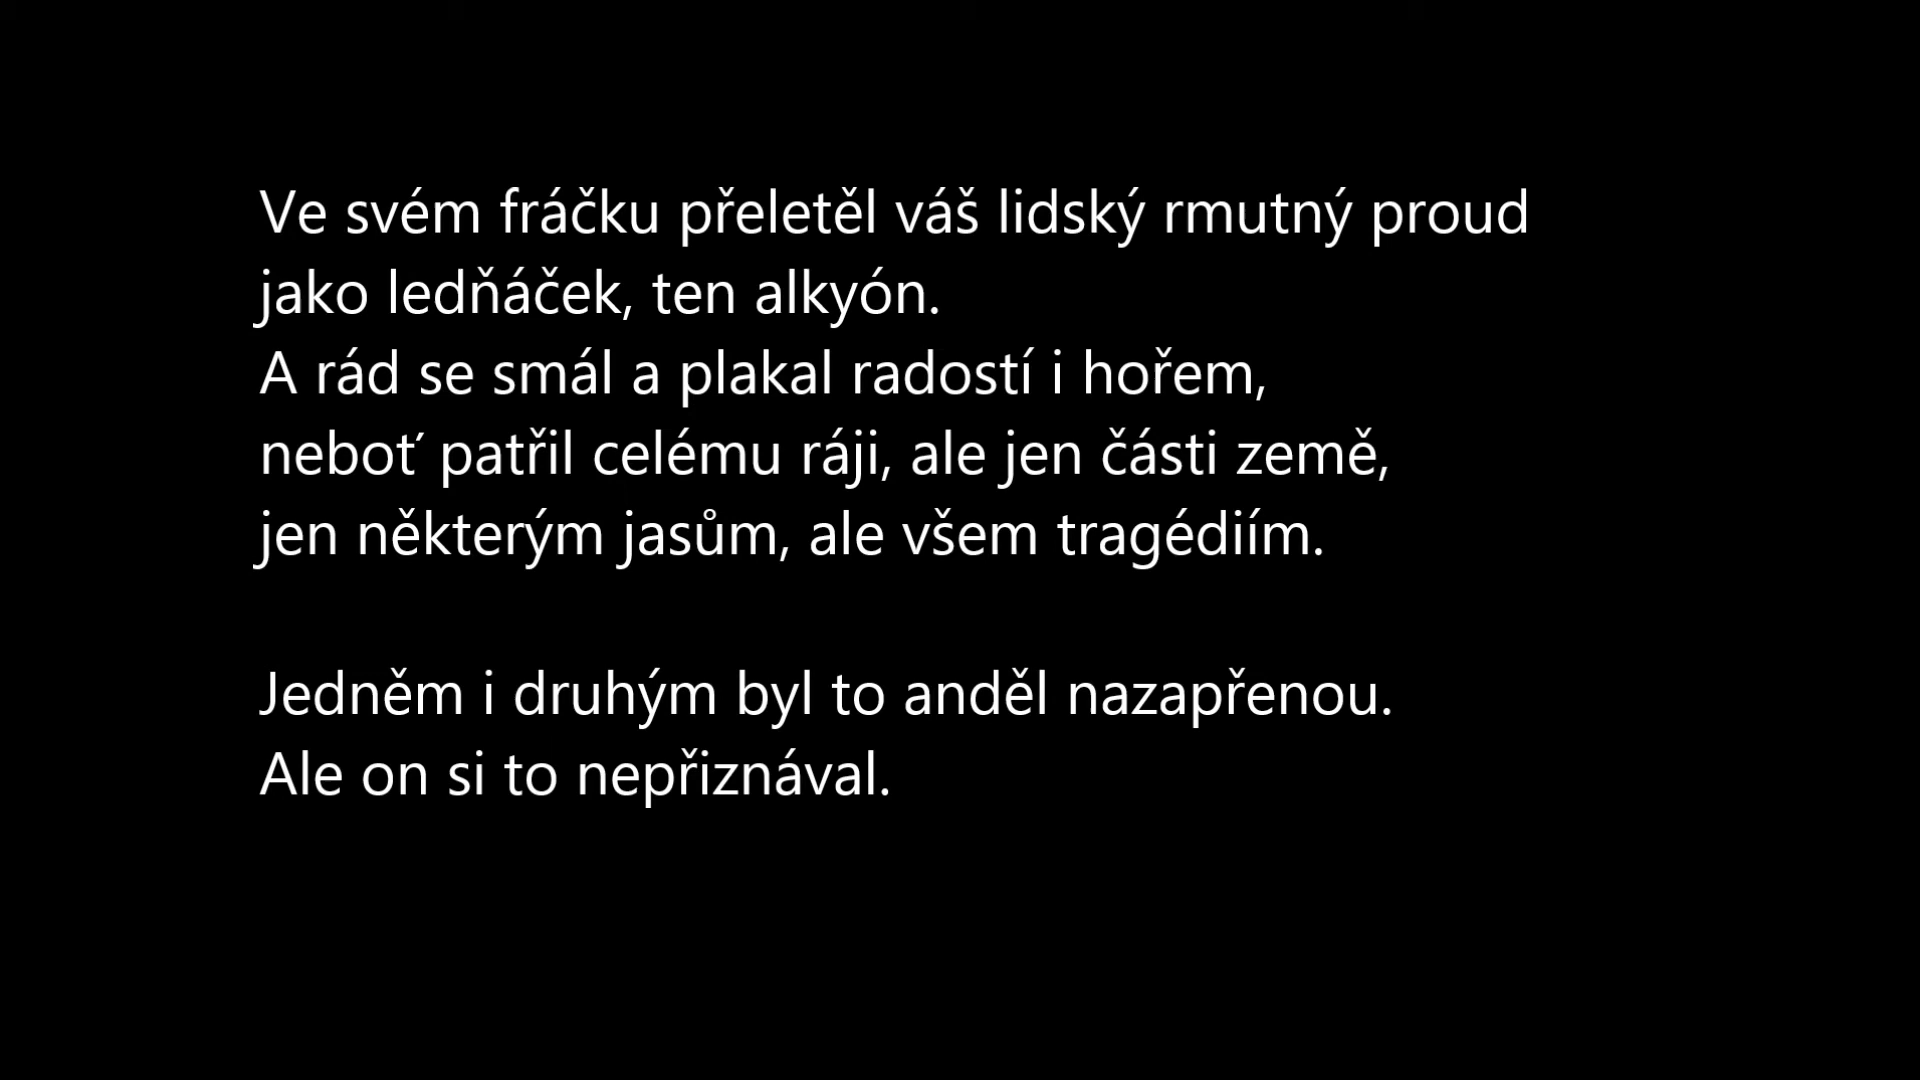 Ve svém fráčku přeletěl váš lidský rmutný proud
jako ledňáček, ten alkyón.
A rád se smál a plakal radostí i hořem,
neboť patřil celému ráji, ale jen části země,
jen některým jasům, ale všem tragédiím.
Jedněm i druhým byl to anděl nazapřenou.
Ale on si to nepřiznával.